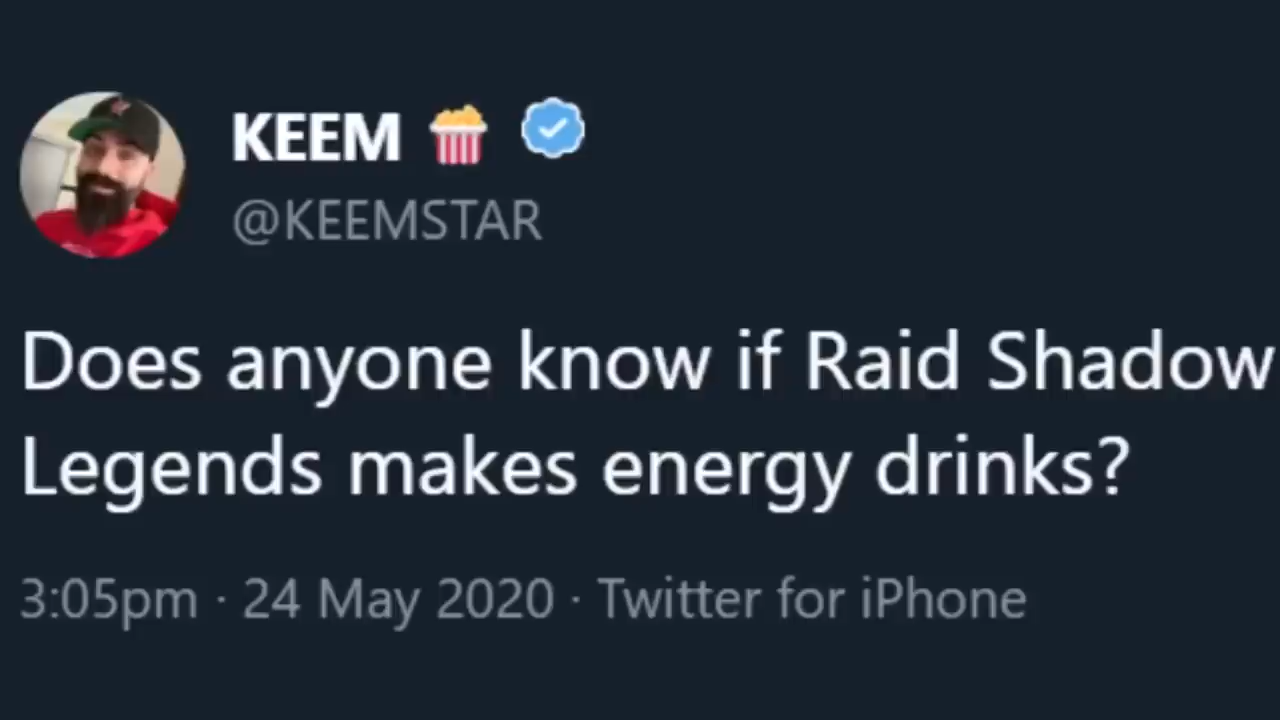 KEEM 🍿
@KEEMSTAR
Does anyone know if Raid Shadow
Legends makes energy drinks?
3:05pm · 24 May 2020 · Twitter for iPhone